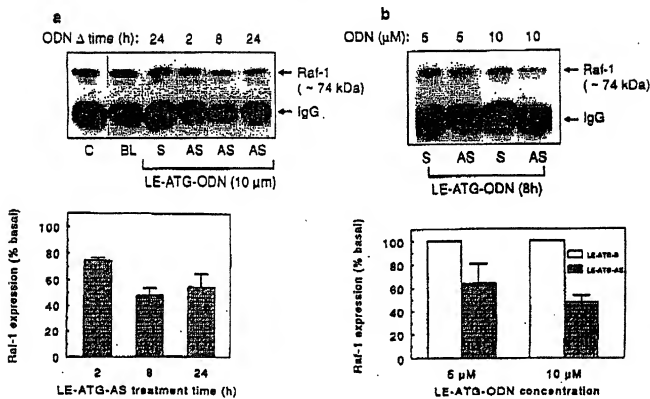 a
ODN Δ time (h): 24 2 8 24
Raf-1
(~ 74 kDa)
IgG
C BL S AS AS AS
LE-ATG-ODN (10 µm)
Raf-1 expression (% basal)
100
80
60
40
20
0
2 8 24
LE-ATG-AS treatment time (h)
b
ODN (µM): 5 5 10 10
Raf-1
(~ 74 kDa)
IgG
S AS S AS
LE-ATG-ODN (8h)
Raf-1 expression (% basal)
100
80
60
40
20
0
LE-ATG-S
LE-ATG-AS
5 µM 10 µM
LE-ATG-ODN concentration